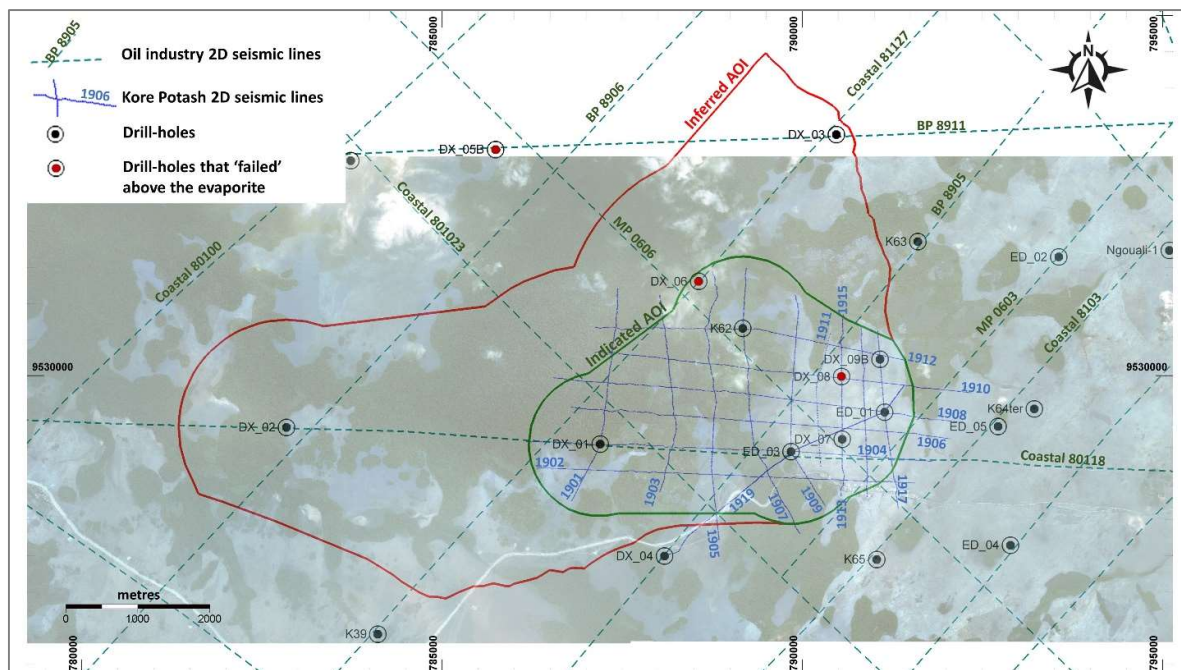 785000
790000
795000
BP 8905
Oil industry 2D seismic lines
1906
Kore Potash 2D seismic lines
Drill-holes
Drill-holes that ‘failed’
above the evaporite
BP 8906
Inferred AOI
Coastal 81127
N
DX_05B
DX_03
BP 8911
Coastal 80100
Coastal 801023
MP 0606
BP 8905
K63
ED_02
Ngouali-1
DX_06
MP 0603
Coastal 8103
Indicated AOI
K62
1911
1915
1912
DX_09B
9530000
DX_08
9530000
1910
ED_01
1908
K64ter
ED_05
DX_02
DX_01
DX_07
1906
ED_03
1904
Coastal 80118
1902
1901
1903
1919
1907
1909
1913
1917
1905
DX_04
K65
ED_04
metres
0 1000 2000
K39
780000
785000
790000
795000